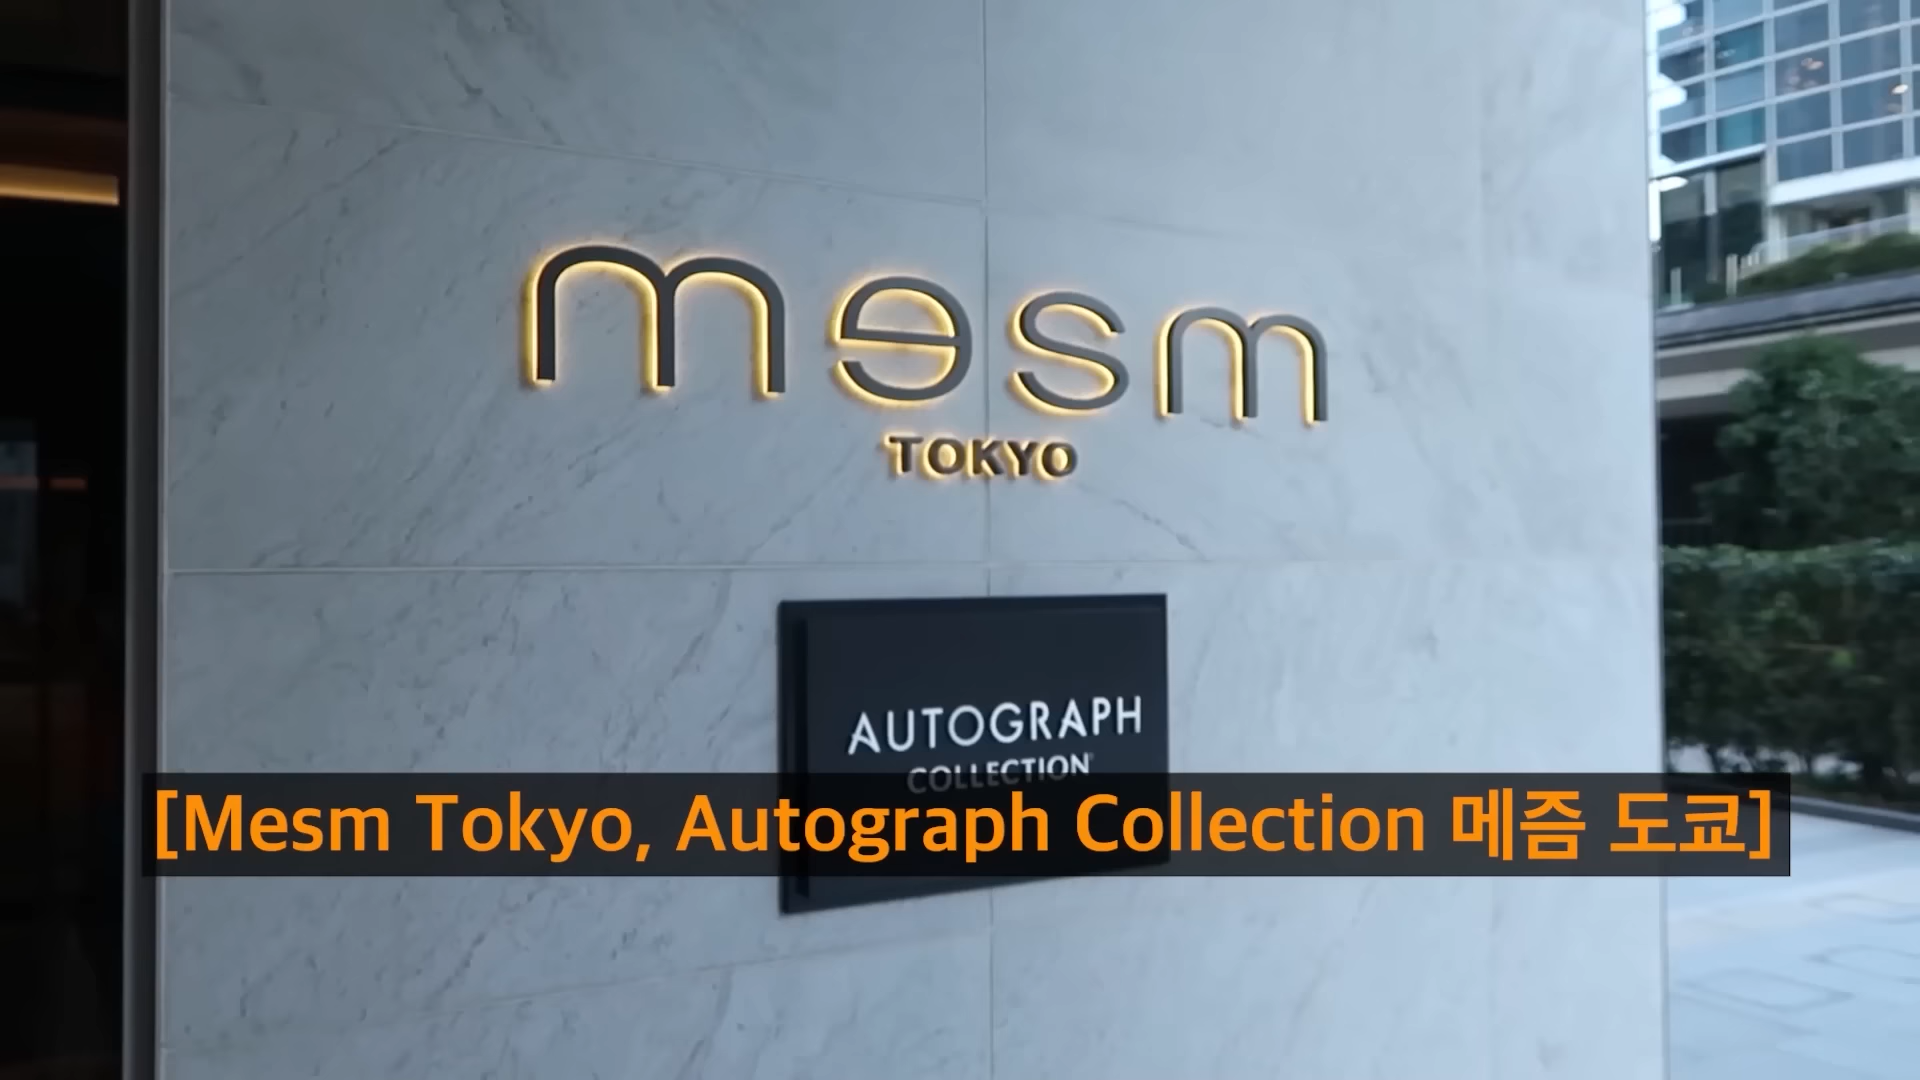 mesm
TOKYO
AUTOGRAPH
COLLECTION
[Mesm Tokyo, Autograph Collection 메즘 도쿄]